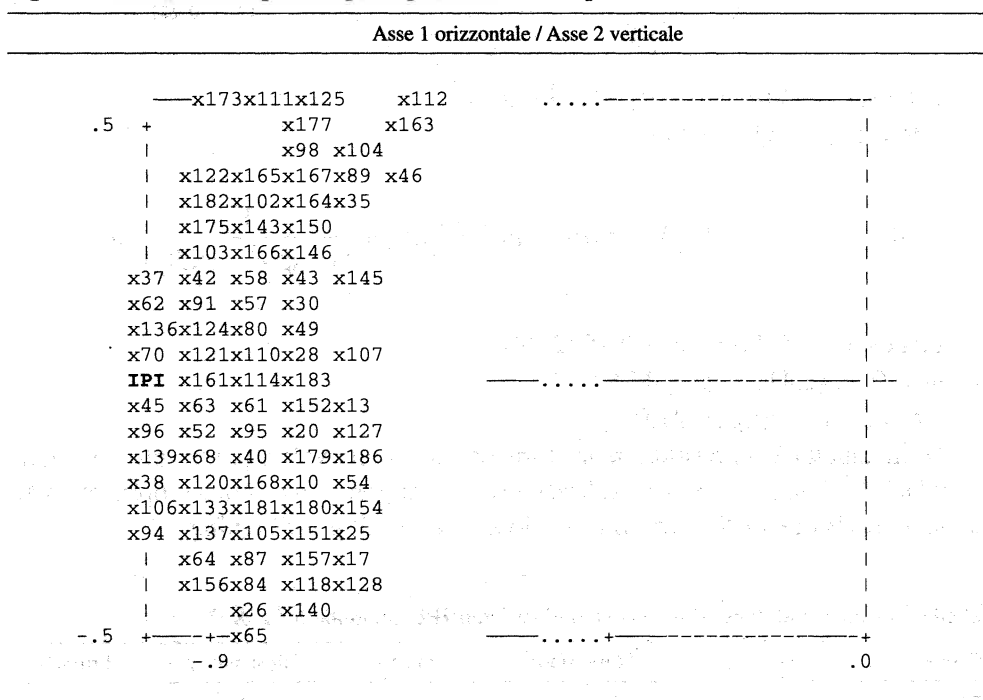 Asse 1 orizzontale / Asse 2 verticale
——x173x111x125     x112          .....——----------------------
.5  +          x177     x163                                  |
|          x98 x104                                      |
|  x122x165x167x89 x46                                   |
|  x182x102x164x35                                       |
|  x175x143x150                                          |
|  x103x166x146                                          |
x37 x42 x58 x43 x145                                       |
x62 x91 x57 x30                                            |
x136x124x80 x49                                            |
x70 x121x110x28 x107                                       |
IPI x161x114x183            ———.....———-------------------|--
x45 x63 x61 x152x13                                        |
x96 x52 x95 x20 x127                                       |
x139x68 x40 x179x186                                       |
x38 x120x168x10 x54                                        |
x106x133x181x180x154                                       |
x94 x137x105x151x25                                        |
|  x64 x87 x157x17                                       |
|  x156x84 x118x128                                      |
|      x26 x140                                          |
-.5  +———-+-x65                  ———.....+———-----------------+
-.9                                                .0